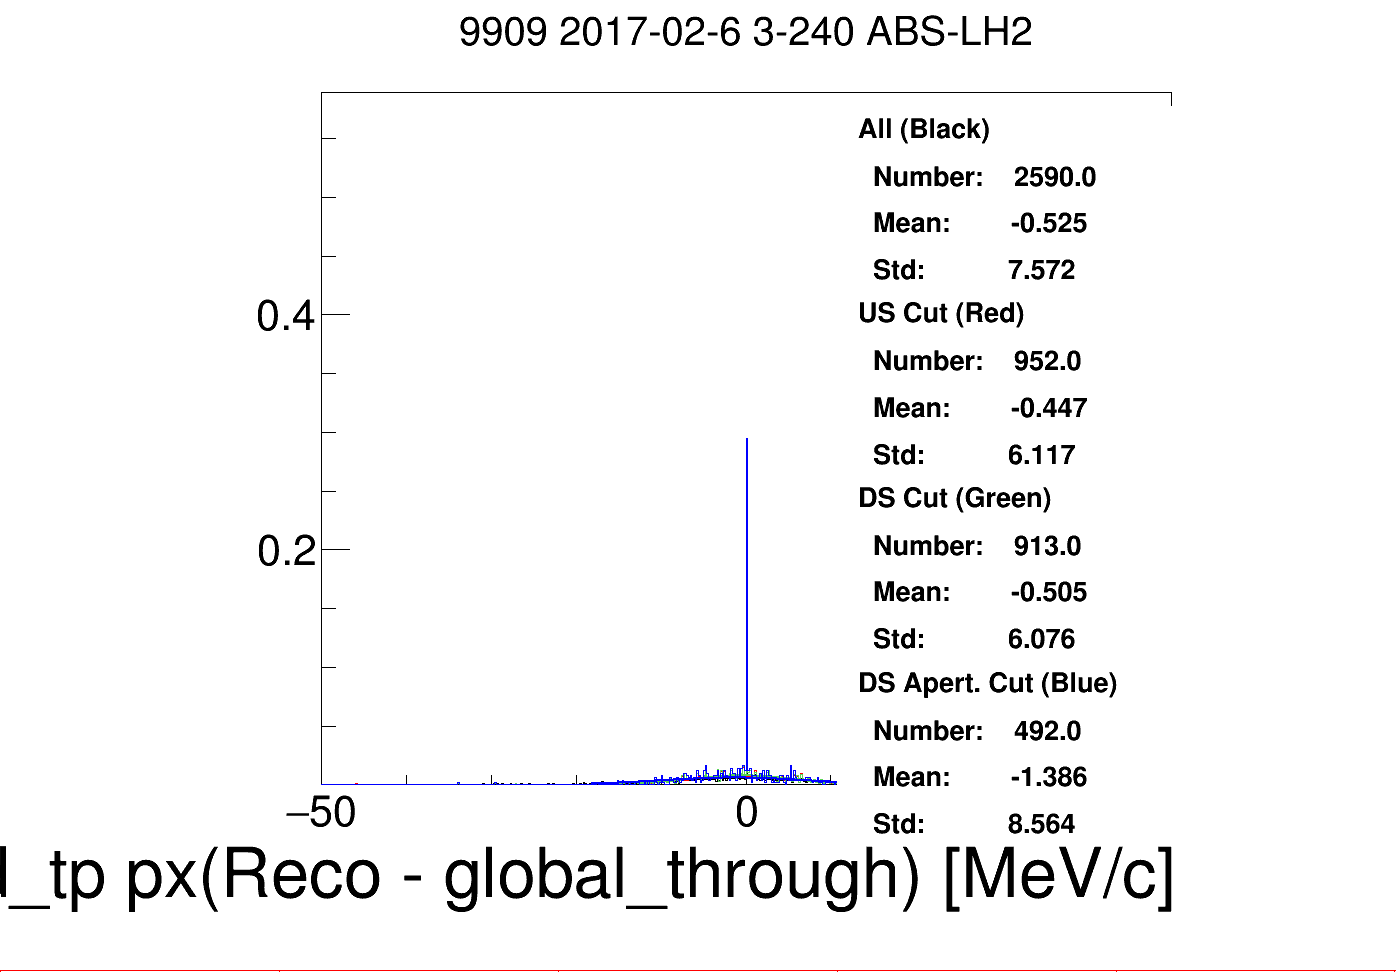 9909 2017-02-6 3-240 ABS-LH2
All (Black)
Number: 2590.0
Mean: -0.525
Std: 7.572
US Cut (Red)
0.4
Number: 952.0
Mean: -0.447
Std: 6.117
DS Cut (Green)
0.2
Number: 913.0
Mean: -0.505
Std: 6.076
DS Apert. Cut (Blue)
Number: 492.0
Mean: -1.386
Std: 8.564
−50 0
_tp px(Reco - global_through) [MeV/c]